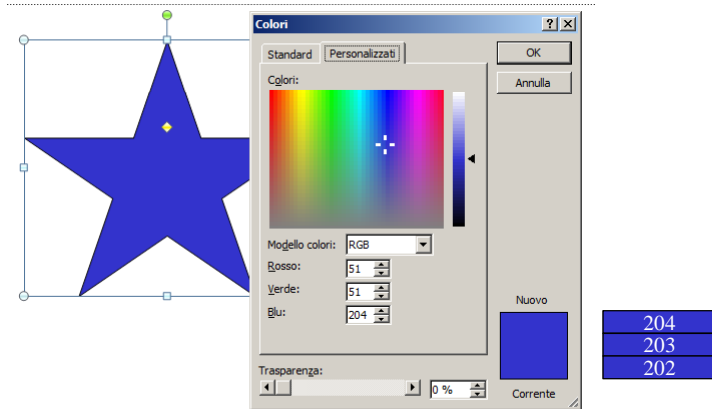 Colori
Standard Personalizzati
OK
Annulla
Colori:
Modello colori: RGB
Rosso: 51
Verde: 51
Blu: 204
Trasparenza:
0 %
Nuovo
Corrente
204
203
202